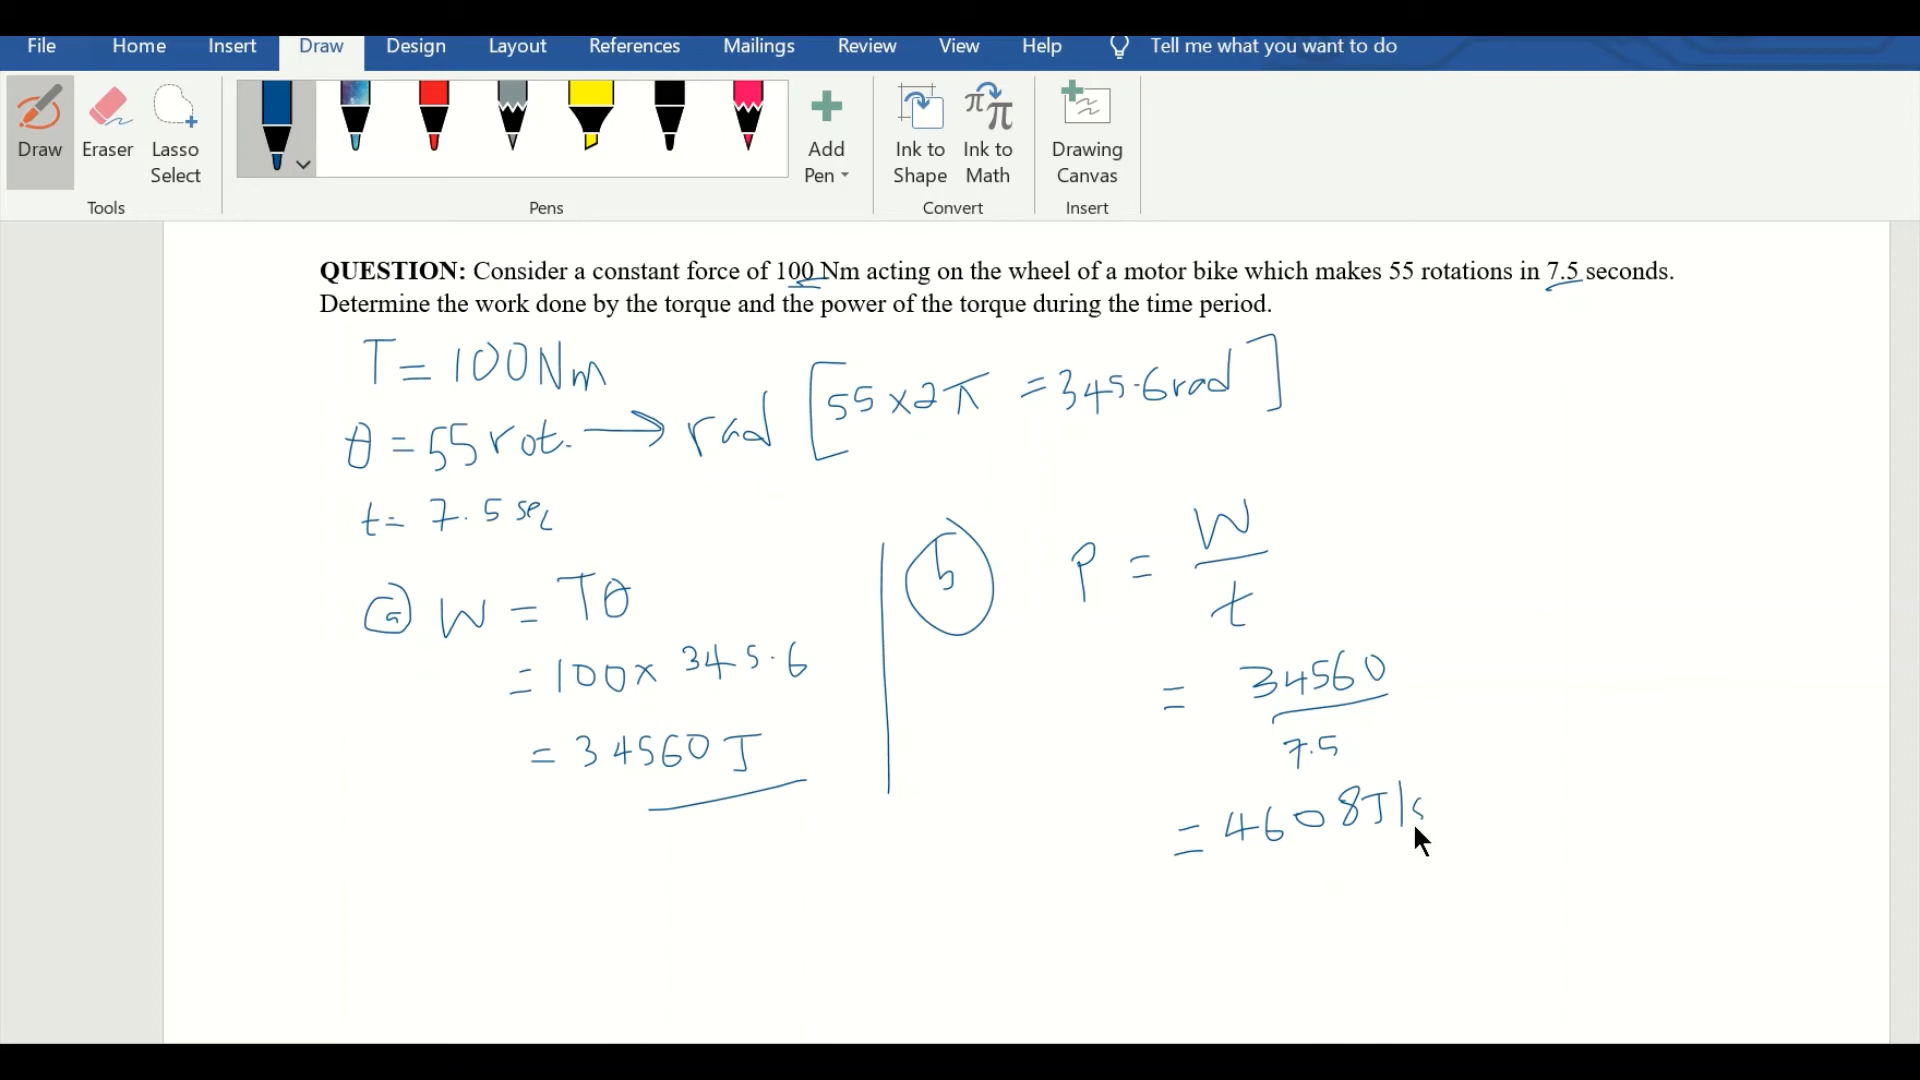 File Home Insert Draw Design Layout References Mailings Review View Help Tell me what you want to do
Draw Eraser Lasso Select Add Pen Ink to Shape Ink to Math Drawing Canvas
Tools Pens Convert Insert
QUESTION: Consider a constant force of 100 Nm acting on the wheel of a motor bike which makes 55 rotations in 7.5 seconds.
Determine the work done by the torque and the power of the torque during the time period.
T = 100Nm
θ = 55 rot. → rad [55 x 2π = 345.6 rad]
t = 7.5 sec
a W = Tθ
= 100 x 345.6
= 34560 J
b P = W/t
= 34560/7.5
= 4608 J/s